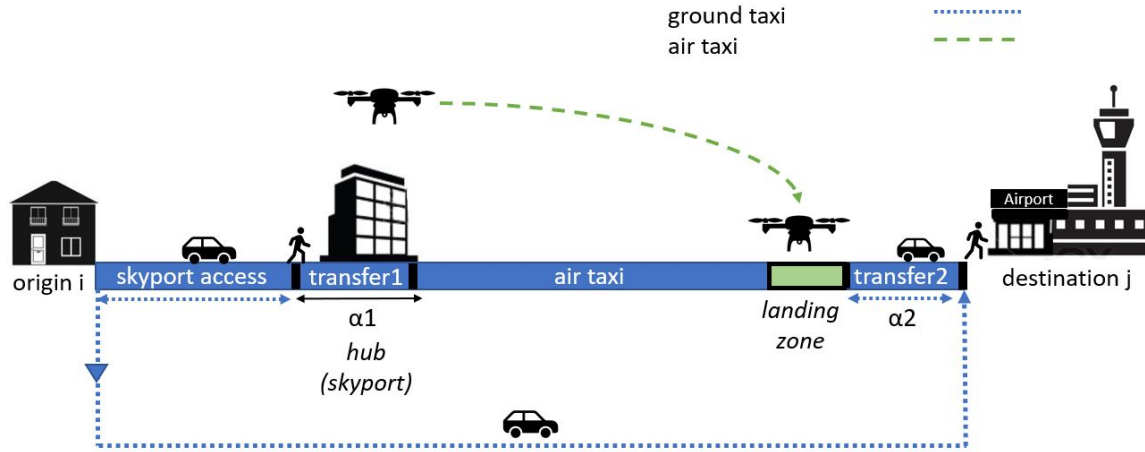 ground taxi
air taxi
Airport
origin i
skyport access
transfer1
air taxi
transfer2
destination j
α1
hub
(skyport)
landing
zone
α2